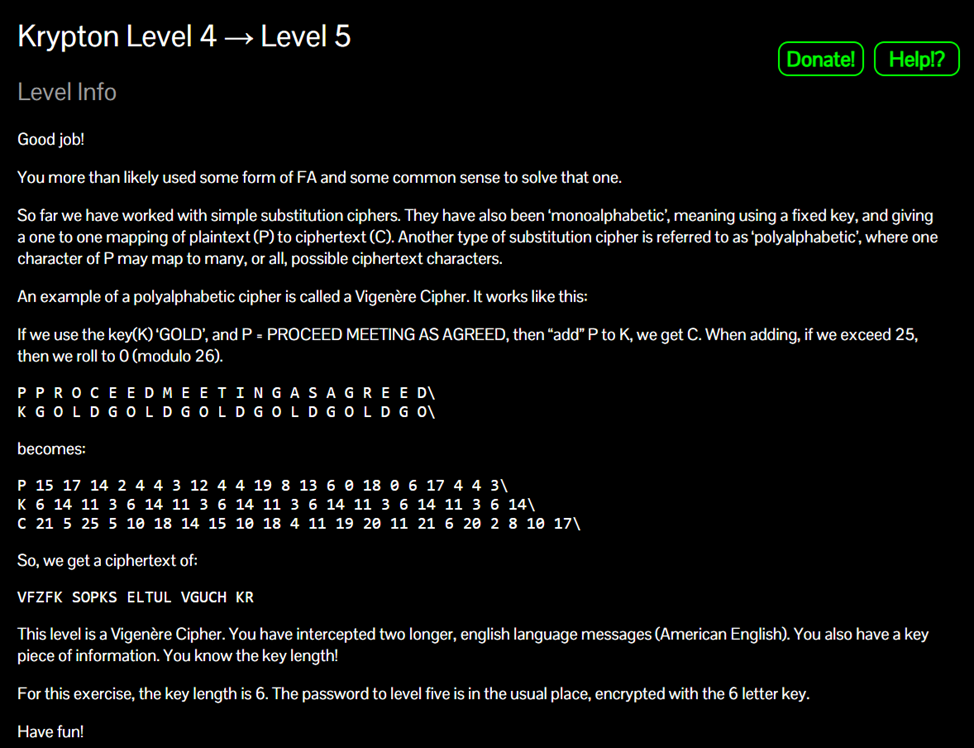 Krypton Level 4 → Level 5
Donate!
Help!?
Level Info
Good job!
You more than likely used some form of FA and some common sense to solve that one.
So far we have worked with simple substitution ciphers. They have also been ‘monoalphabetic’, meaning using a fixed key, and giving
a one to one mapping of plaintext (P) to ciphertext (C). Another type of substitution cipher is referred to as ‘polyalphabetic’, where one
character of P may map to many, or all, possible ciphertext characters.
An example of a polyalphabetic cipher is called a Vigenère Cipher. It works like this:
If we use the key(K) ‘GOLD’, and P = PROCEED MEETING AS AGREED, then “add” P to K, we get C. When adding, if we exceed 25,
then we roll to 0 (modulo 26).
P P R O C E E D M E E T I N G A S A G R E E D\
K G O L D G O L D G O L D G O L D G O L D G O\
becomes:
P 15 17 14 2 4 4 3 12 4 4 19 8 13 6 0 18 0 6 17 4 4 3\
K 6 14 11 3 6 14 11 3 6 14 11 3 6 14 11 3 6 14 11 3 6 14\
C 21 5 25 5 10 18 14 15 10 18 4 11 19 20 11 21 6 20 2 8 10 17\
So, we get a ciphertext of:
VFZFK SOPKS ELTUL VGUCH KR
This level is a Vigenère Cipher. You have intercepted two longer, english language messages (American English). You also have a key
piece of information. You know the key length!
For this exercise, the key length is 6. The password to level five is in the usual place, encrypted with the 6 letter key.
Have fun!